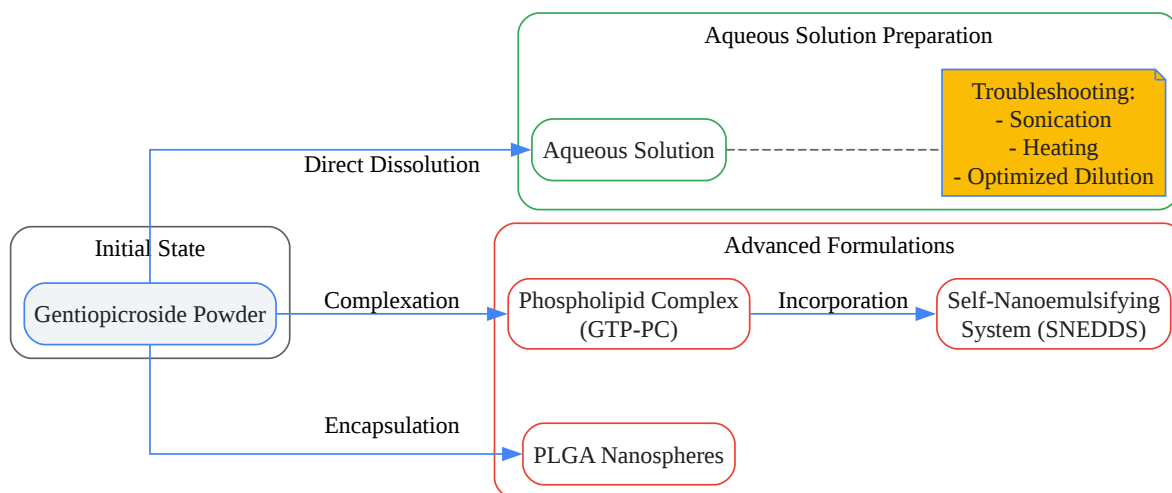 Aqueous Solution Preparation
Troubleshooting:
- Sonication
- Heating
- Optimized Dilution
Aqueous Solution
Direct Dissolution
Initial State
Gentiopicroside Powder
Advanced Formulations
Complexation
Phospholipid Complex
(GTP-PC)
Incorporation
Self-Nanoemulsifying
System (SNEDDS)
Encapsulation
PLGA Nanospheres